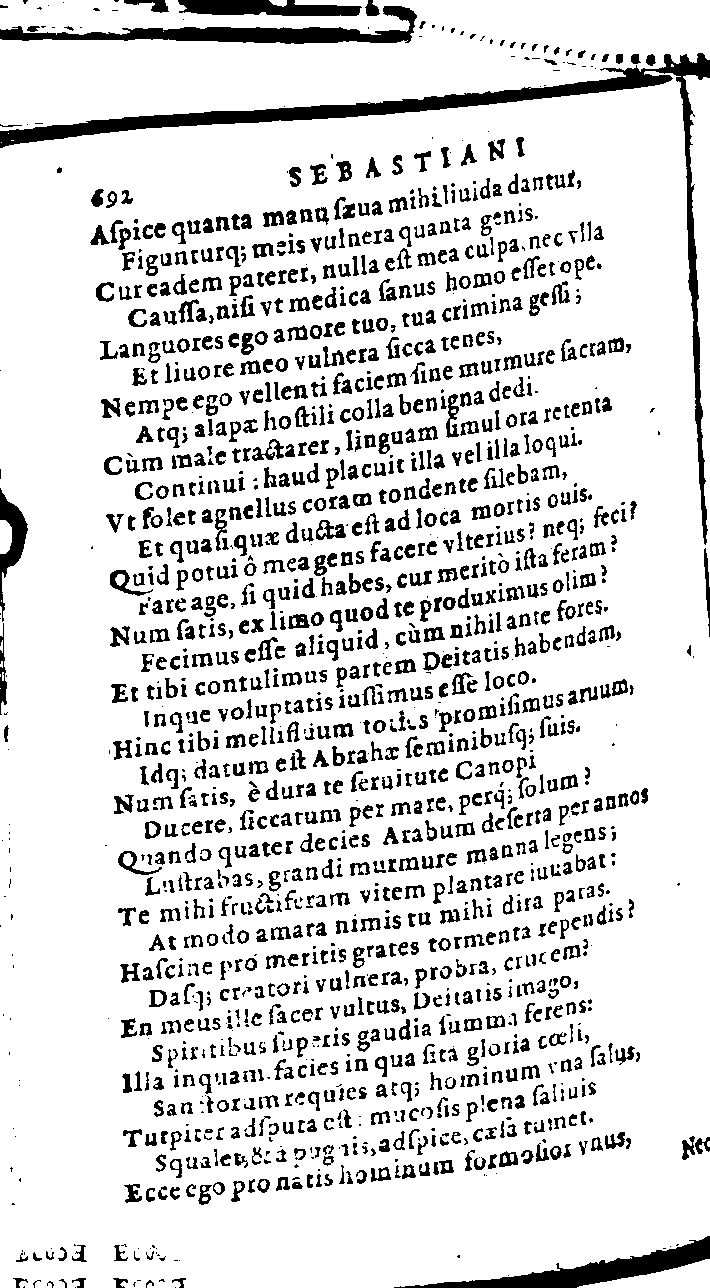 692 SEBASTIANI
Aſpice quanta manu ſæua mihi liuida dantur,
Figunturq; meis vulnera quanta genis.
Cur eadem paterer, nulla eſt mea culpa, nec vlla
Cauſſa, niſi vt medica ſanus homo eſſet ope.
Languores ego amore tuo, tua crimina geſſi;
Et liuore meo vulnera ſicca tenes,
Nempe ego vellenti faciem ſine murmure ſacram,
Atq; alapæ hoſtili colla benigna dedi.
Cùm male tractarer, linguam ſimul ora retenta
Continui: haud placuit illa vel illa loqui.
Vt ſolet agnellus coram tondente ſilebam,
Et quaſi quæ ducta eſt ad loca mortis ouis.
Quid potui ô mea gens facere vlterius? neq; feci?
Fare age, ſi quid habes, cur meritò iſta feram?
Num ſatis, ex limo quod te produximus olim?
Fecimus eſſe aliquid, cùm nihil ante fores.
Et tibi contulimus partem Deitatis habendam,
Inque voluptatis iuſſimus eſſe loco.
Hinc tibi mellifluum toties promiſimus aruum,
Idq; datum eſt Abrahæ ſeminibuſq; ſuis.
Num ſatis, è dura te ſeruitute Canopi
Ducere, ſiccatum per mare, perq; ſolum?
Quando quater decies Arabum deſerta per annos
Luſtrabas, grandi murmure manna legens;
Te mihi fructiferam vitem plantare iuuabat:
At modo amara nimis tu mihi dira paras.
Haſcine pro meritis grates tormenta rependis?
Daſq; creatori vulnera, probra, crucem?
En meus ille ſacer vultus, Deitatis imago,
Spiritibus ſuperis gaudia ſumma ferens:
Illa inquam facies in qua ſita gloria cœli,
Sanctorum requies atq; hominum vna ſalus,
Turpiter adſputa eſt: mucoſis plena ſaliuis
Squalet, & à pugnis, adſpice, cæſa tumet.
Ecce ego pro natis hominum formoſior vnus,
Nec